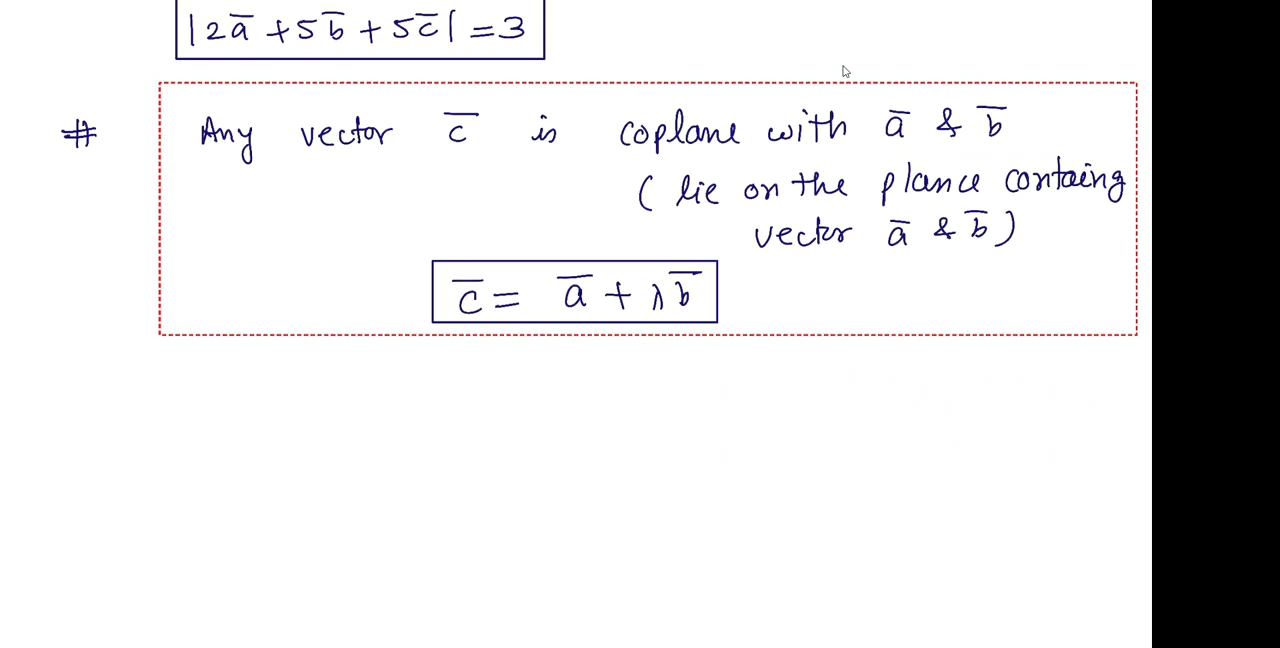 |2a̅ + 5b̅ + 5c̅| = 3
# Any vector c̅ is coplane with a̅ & b̅
( lie on the plance containg
vector a̅ & b̅ )
c̅ = a̅ + λb̅